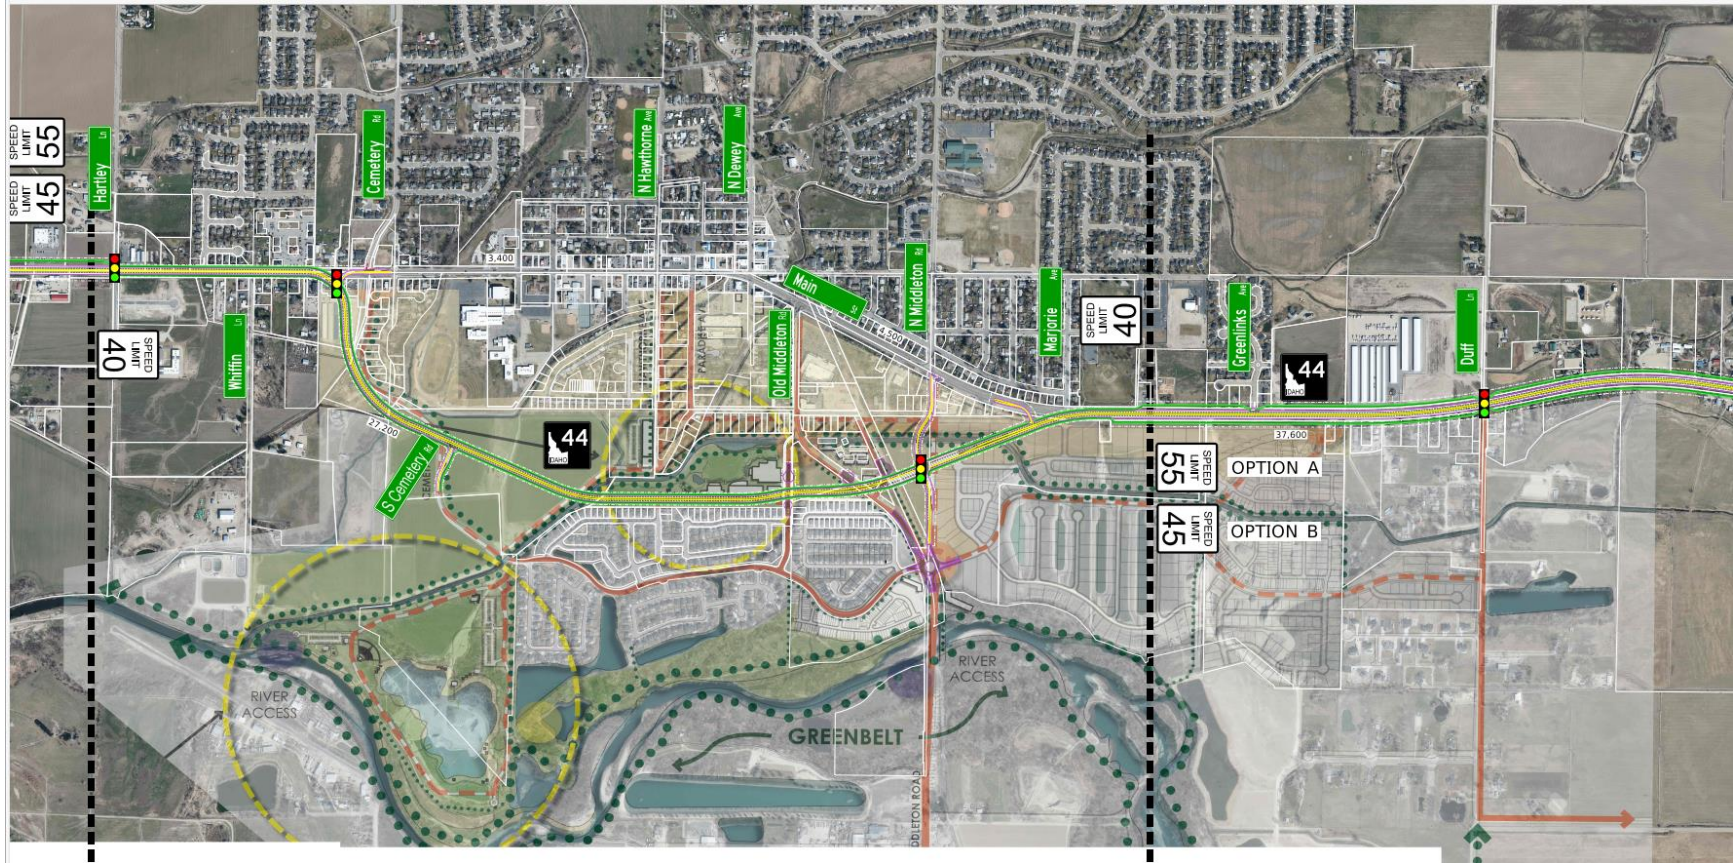 SPEED
LIMIT
55
SPEED
LIMIT
45
Hartley Ln
Cemetery Rd
N Hawthorne Ave
N Dewey Ave
3,400
Main St
N Middleton Rd
4,500
Marjorie Ave
SPEED
LIMIT
40
Greenlinks Ave
Duff Ln
SPEED
LIMIT
40
Whiffin Ln
Old Middleton Rd
44
IDAHO
27,200
S Cemetery Rd
44
IDAHO
37,600
SPEED
LIMIT
55
OPTION A
SPEED
LIMIT
45
OPTION B
RIVER
ACCESS
RIVER
ACCESS
GREENBELT
DDLETON ROAD